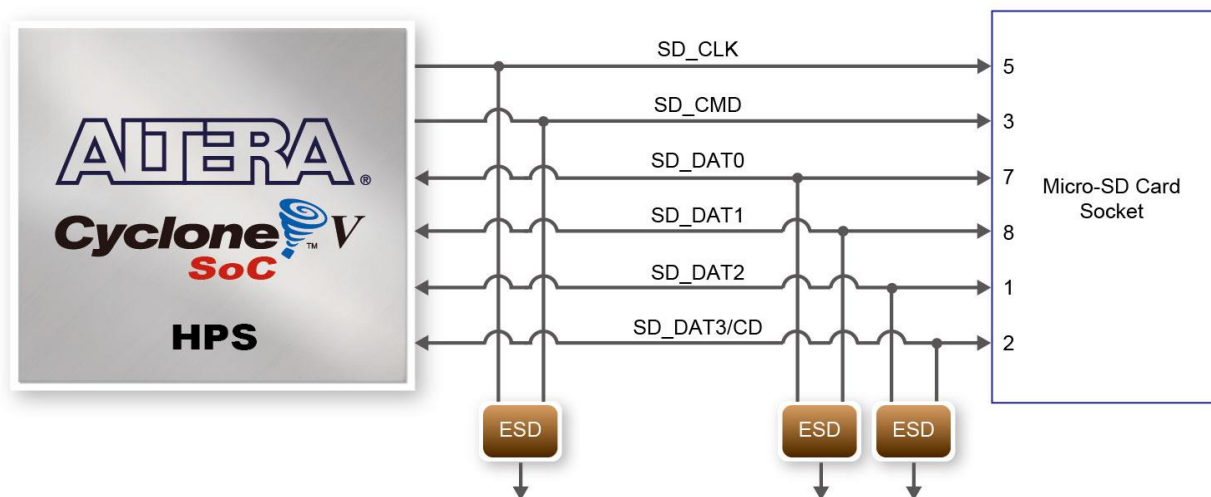 ALTERA®
Cyclone™ V
SoC
HPS
SD_CLK
5
SD_CMD
3
SD_DAT0
7
SD_DAT1
8
SD_DAT2
1
SD_DAT3/CD
2
Micro-SD Card
Socket
ESD
ESD
ESD